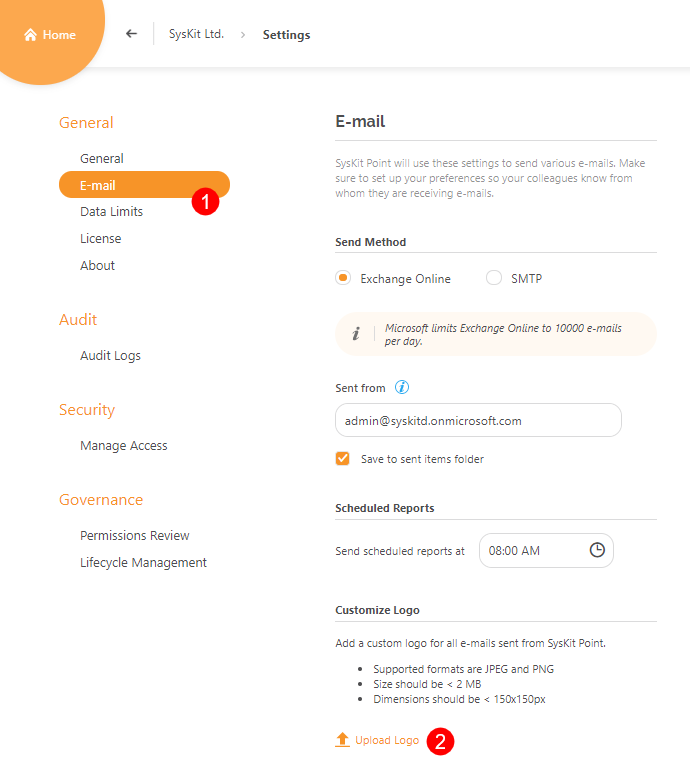 Home
SysKit Ltd. > Settings
General
General
E-mail
1
Data Limits
License
About
Audit
Audit Logs
Security
Manage Access
Governance
Permissions Review
Lifecycle Management
E-mail
SysKit Point will use these settings to send various e-mails. Make
sure to set up your preferences so your colleagues know from
whom they are receiving e-mails.
Send Method
Exchange Online SMTP
i Microsoft limits Exchange Online to 10000 e-mails
per day.
Sent from i
admin@syskitd.onmicrosoft.com
Save to sent items folder
Scheduled Reports
Send scheduled reports at 08:00 AM
Customize Logo
Add a custom logo for all e-mails sent from SysKit Point.
• Supported formats are JPEG and PNG
• Size should be < 2 MB
• Dimensions should be < 150x150px
Upload Logo 2